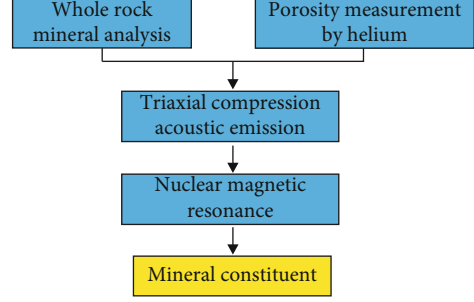 Whole rock
mineral analysis
Porosity measurement
by helium
Triaxial compression
acoustic emission
Nuclear magnetic
resonance
Mineral constituent